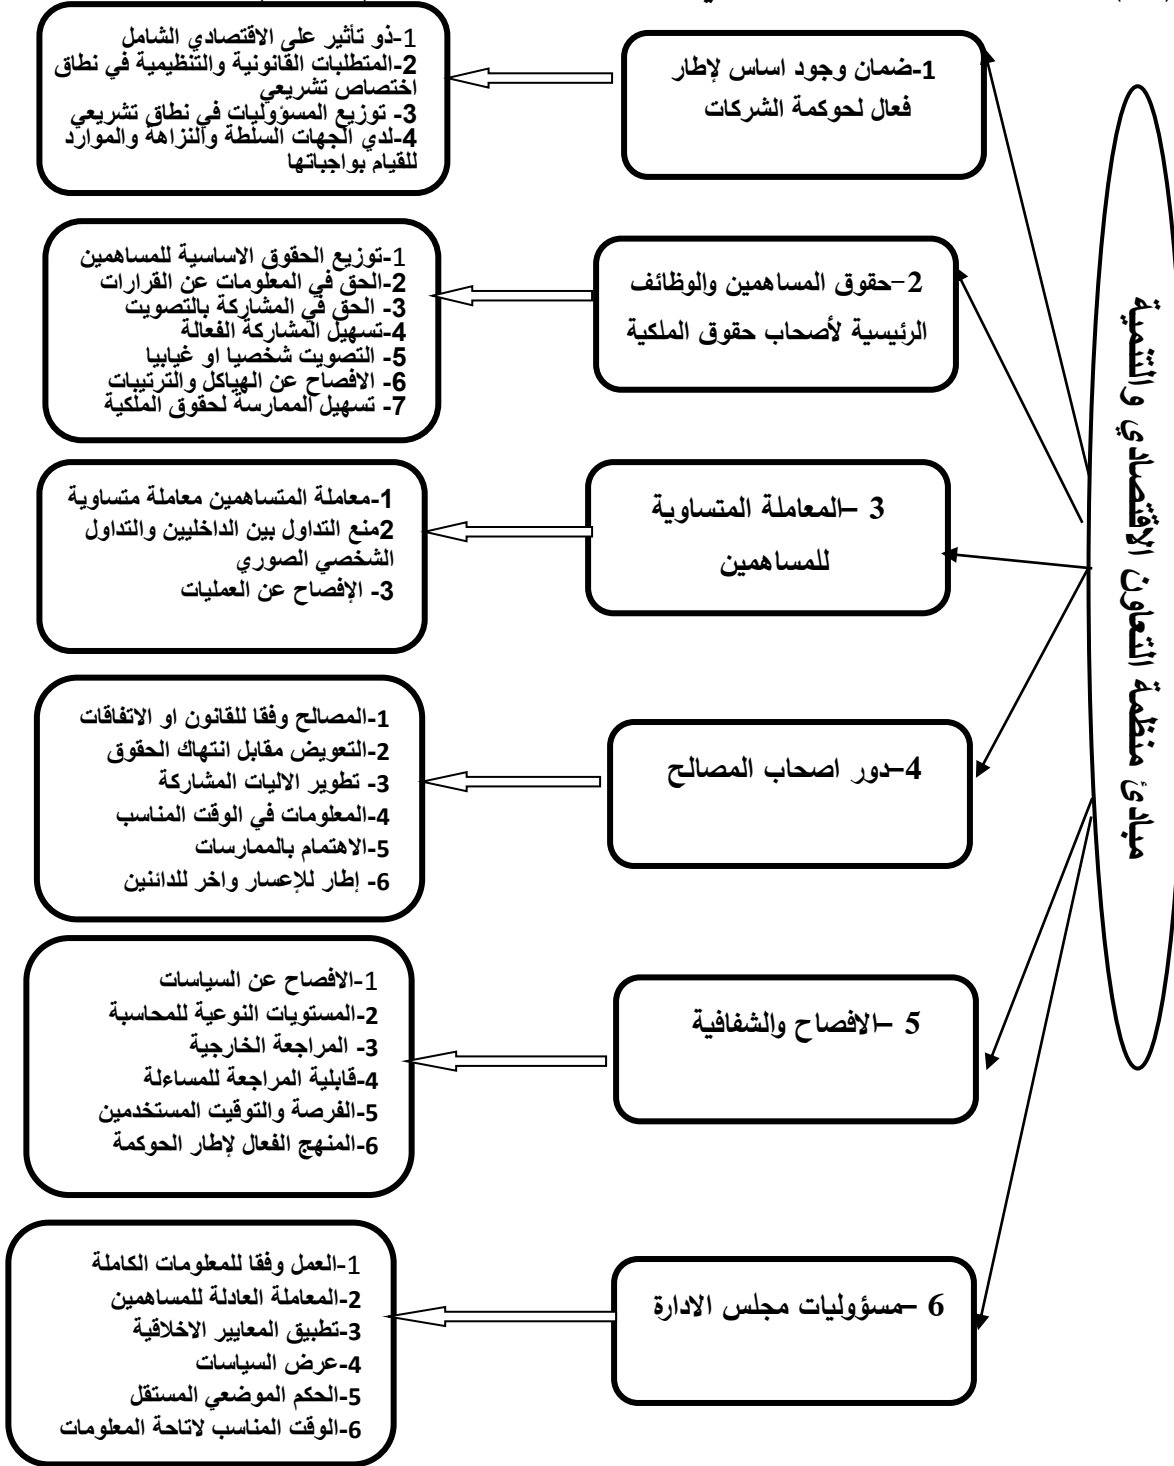 مبادئ منظمة التعاون الاقتصادي والتنمية
1-ضمان وجود اساس لإطار
فعال لحوكمة الشركات
1-ذو تأثير على الاقتصادي الشامل
2-المتطلبات القانونية والتنظيمية في نطاق
اختصاص تشريعي
3- توزيع المسؤوليات في نطاق تشريعي
4-لدي الجهات السلطة والنزاهة والموارد
للقيام بواجباتها
2-حقوق المساهمين والوظائف
الرئيسية لأصحاب حقوق الملكية
1-توزيع الحقوق الاساسية للمساهمين
2-الحق في المعلومات عن القرارات
3- الحق في المشاركة بالتصويت
4-تسهيل المشاركة الفعالة
5- التصويت شخصيا او غيابيا
6- الافصاح عن الهياكل والترتيبات
7- تسهيل الممارسة لحقوق الملكية
3 -المعاملة المتساوية
للمساهمين
1-معاملة المتساهمين معاملة متساوية
2منع التداول بين الداخليين والتداول
الشخصي الصوري
3- الإفصاح عن العمليات
4-دور اصحاب المصالح
1-المصالح وفقا للقانون او الاتفاقات
2-التعويض مقابل انتهاك الحقوق
3- تطوير الاليات المشاركة
4-المعلومات في الوقت المناسب
5-الاهتمام بالممارسات
6- إطار للإعسار واخر للدائنين
5 -الافصاح والشفافية
1-الافصاح عن السياسات
2-المستويات النوعية للمحاسبة
3- المراجعة الخارجية
4-قابلية المراجعة للمساءلة
5-الفرصة والتوقيت المستخدمين
6-المنهج الفعال لإطار الحوكمة
6 -مسؤوليات مجلس الادارة
1-العمل وفقا للمعلومات الكاملة
2-المعاملة العادلة للمساهمين
3-تطبيق المعايير الاخلاقية
4-عرض السياسات
5-الحكم الموضعي المستقل
6-الوقت المناسب لاتاحة المعلومات